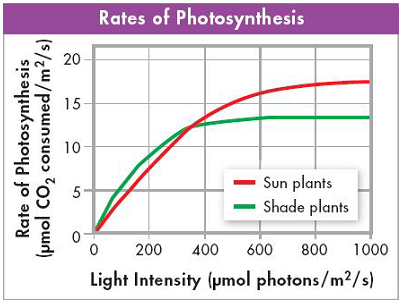 Rates of Photosynthesis
Rate of Photosynthesis
(μmol CO₂ consumed/m²/s)
20
15
10
5
0
Sun plants
Shade plants
0 200 400 600 800 1000
Light Intensity (μmol photons/m²/s)